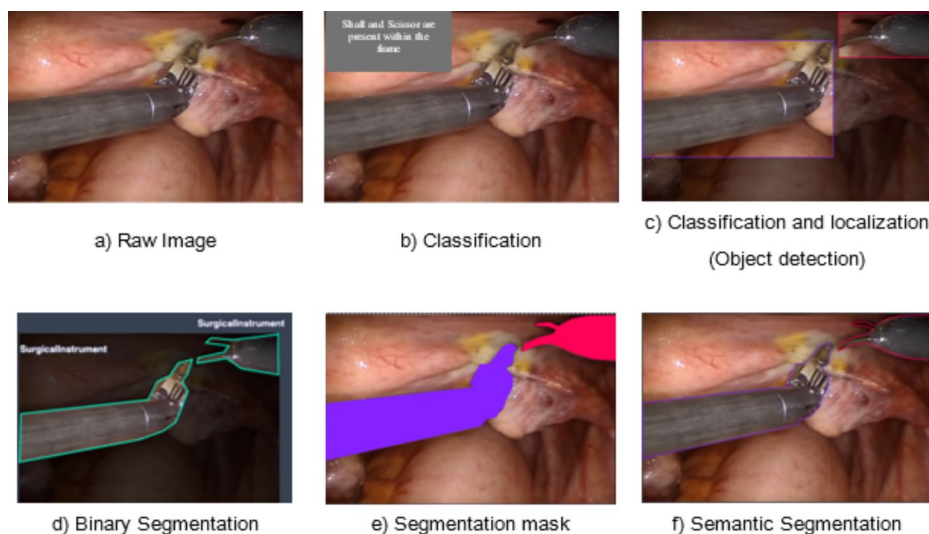 Shaft and Scissor are
present within the
frame
a) Raw Image
b) Classification
c) Classification and localization
(Object detection)
SurgicalInstrument
SurgicalInstrument
d) Binary Segmentation
e) Segmentation mask
f) Semantic Segmentation